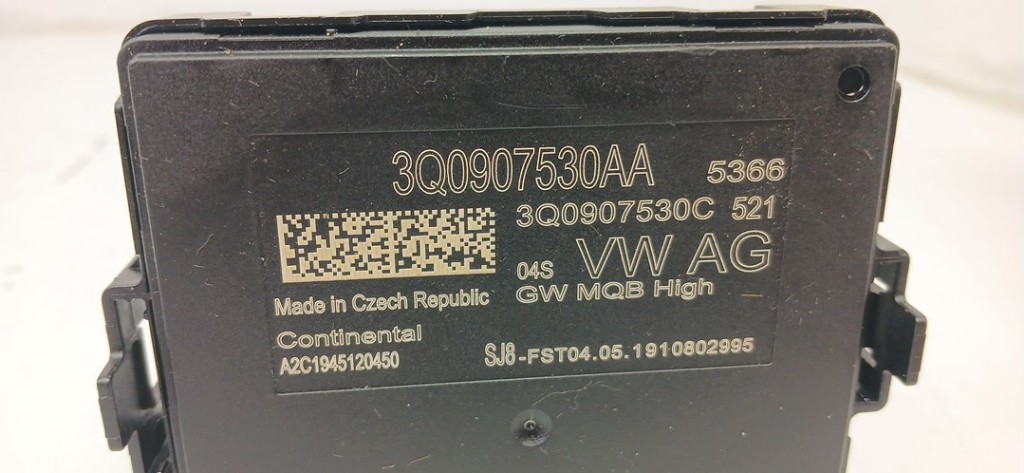 3Q0907530AA 5366
3Q0907530C 521
04S VW AG
GW MQB High
Made in Czech Republic
Continental
A2C1945120450
SJ8-FST04.05.1910802995